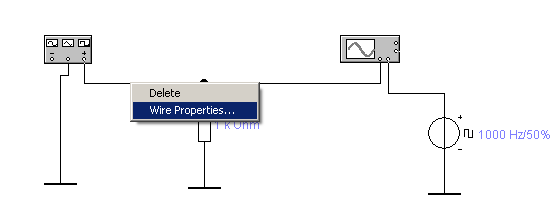 Delete
Wire Properties...
1 k Ohm
1000 Hz/50%